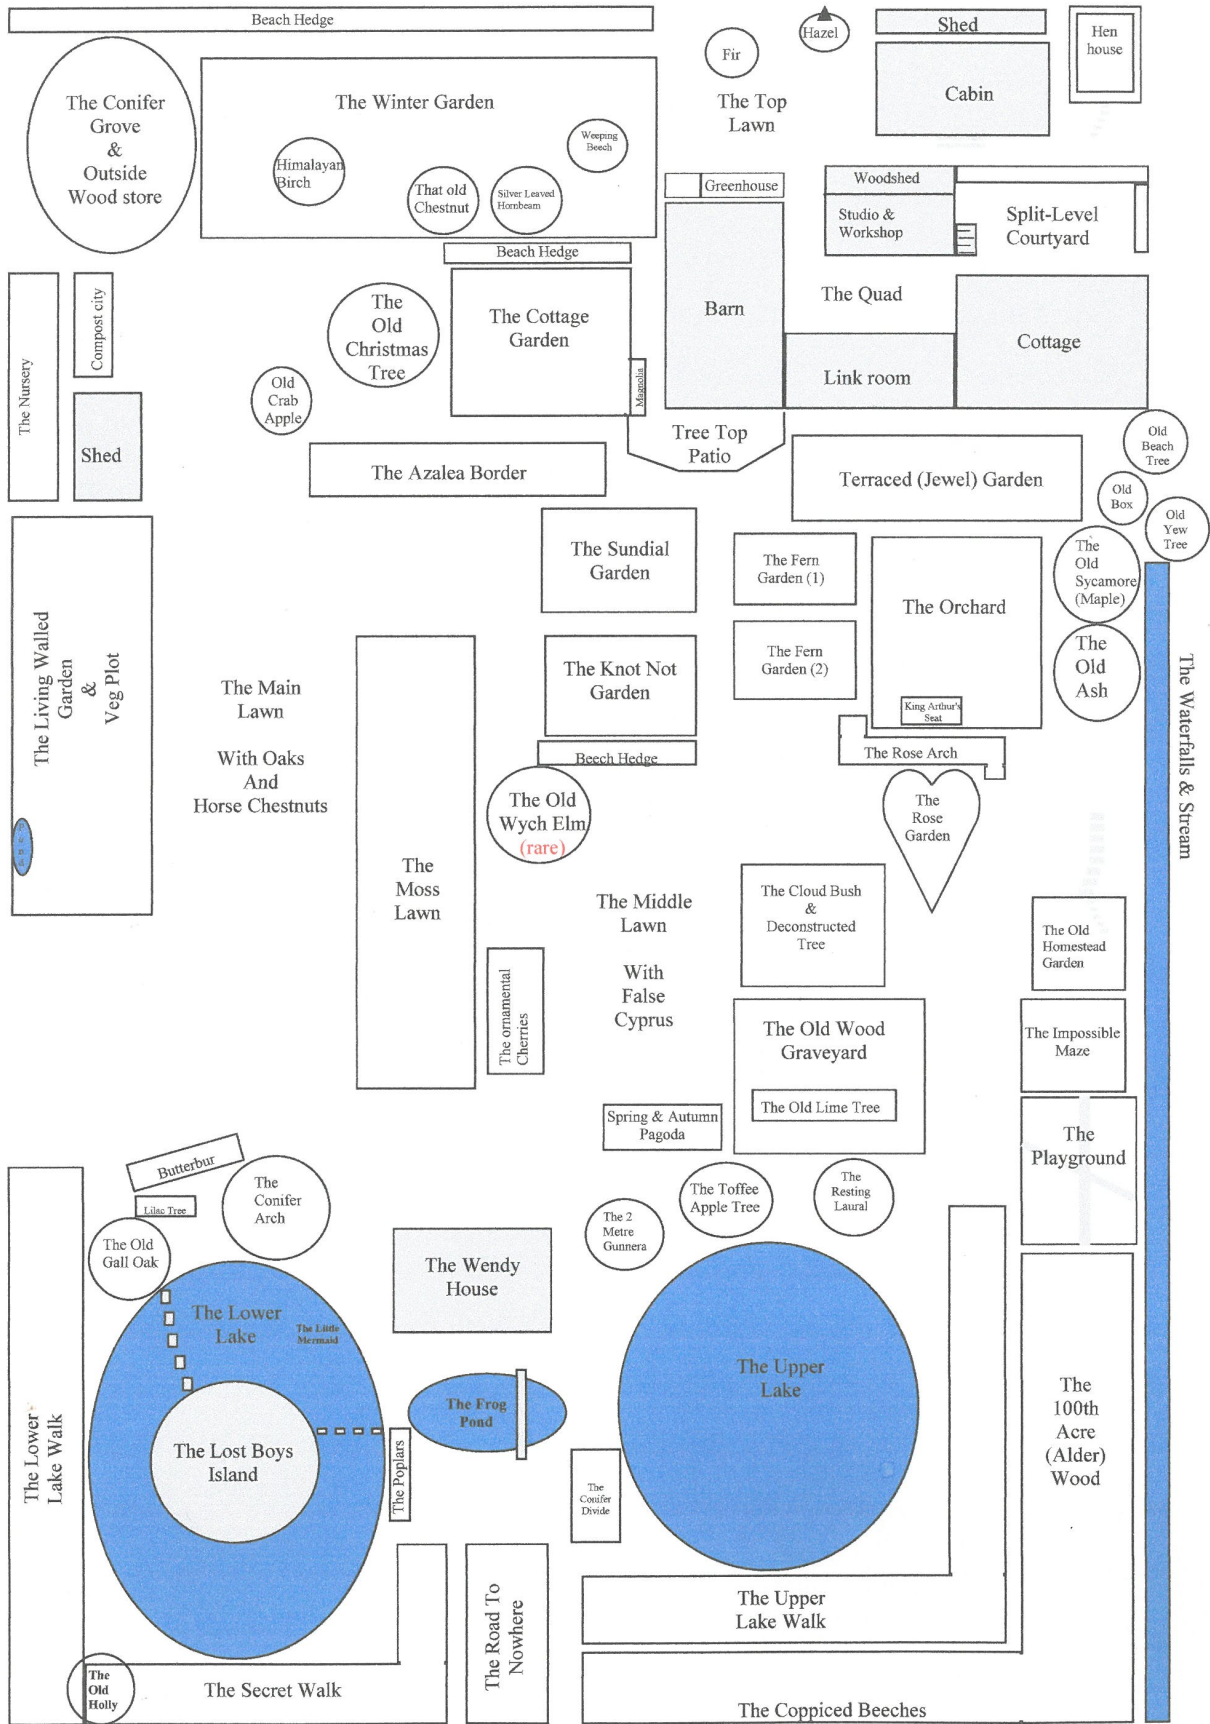 Beach Hedge
Hazel
Shed
Hen
house
Fir
The Conifer
Grove
&
Outside
Wood store
The Winter Garden
The Top
Lawn
Cabin
Weeping
Beech
Himalayan
Birch
That old
Chestnut
Silver Leaved
Hornbeam
Greenhouse
Woodshed
Studio &
Workshop
Split-Level
Courtyard
Beach Hedge
The Cottage
Garden
The
Old
Christmas
Tree
Barn
The Quad
Cottage
Link room
Compost city
The Nursery
Magnolia
Old
Crab
Apple
Shed
Tree Top
Patio
Old
Beach
Tree
The Azalea Border
Terraced (Jewel) Garden
Old
Box
Old
Yew
Tree
The Sundial
Garden
The Fern
Garden (1)
The Orchard
The
Old
Sycamore
(Maple)
The Living Walled
Garden
&
Veg Plot
Pond
The Main
Lawn
With Oaks
And
Horse Chestnuts
The Knot Not
Garden
The Fern
Garden (2)
The
Old
Ash
King Arthur's
Seat
Beech Hedge
The Rose Arch
The Waterfalls & Stream
The Old
Wych Elm
(rare)
The
Rose
Garden
The
Moss
Lawn
The Middle
Lawn
With
False
Cyprus
The Cloud Bush
&
Deconstructed
Tree
The Old
Homestead
Garden
The ornamental
Cherries
The Old Wood
Graveyard
The Impossible
Maze
The Old Lime Tree
Spring & Autumn
Pagoda
The
Playground
Butterbur
The
Conifer
Arch
Lilac Tree
The Old
Gall Oak
The Toffee
Apple Tree
The
Resting
Laural
The 2
Metre
Gunnera
The Wendy
House
The Lower
Lake
The Little
Mermaid
The Upper
Lake
The Frog
Pond
The
100th
Acre
(Alder)
Wood
The Lower
Lake Walk
The Lost Boys
Island
The Poplars
The
Conifer
Divide
The Road To
Nowhere
The Upper
Lake Walk
The
Old
Holly
The Secret Walk
The Coppiced Beeches